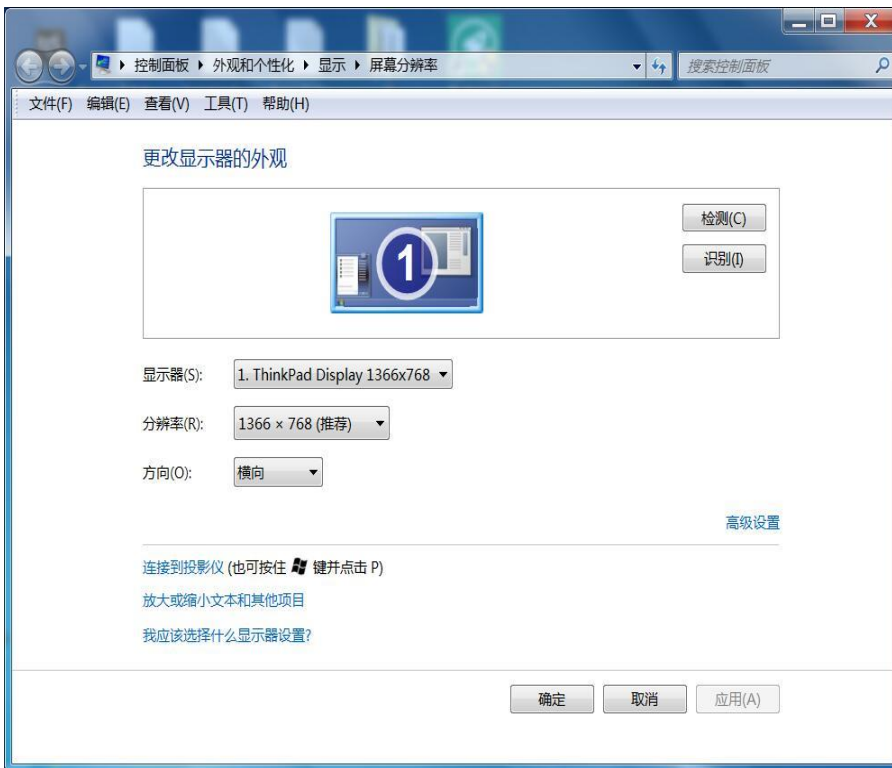 控制面板 ▸ 外观和个性化 ▸ 显示 ▸ 屏幕分辨率
搜索控制面板
文件(F) 编辑(E) 查看(V) 工具(T) 帮助(H)
更改显示器的外观
1
检测(C)
识别(I)
显示器(S): 1. ThinkPad Display 1366x768
分辨率(R): 1366 × 768 (推荐)
方向(O): 横向
高级设置
连接到投影仪 (也可按住 键并点击 P)
放大或缩小文本和其他项目
我应该选择什么显示器设置?
确定 取消 应用(A)